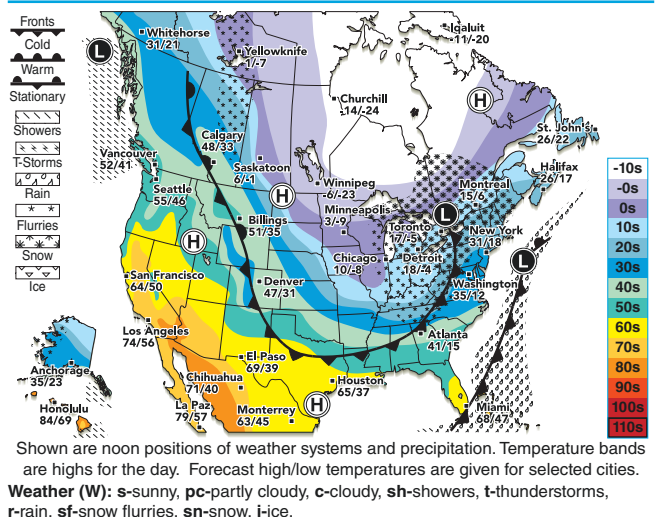 Fronts
Cold
Warm
Stationary
Showers
T-Storms
Rain
Flurries
Snow
Ice
L
Whitehorse
31/21
Yellowknife
1/-7
Iqaluit
-11/-20
Churchill
-14/-24
H
St. John's
26/22
Calgary
48/33
Vancouver
52/41
Saskatoon
6/-1
Halifax
26/17
Seattle
55/46
Winnipeg
-6/-23
Montreal
15/6
H
Minneapolis
3/-9
L
Billings
51/35
Toronto
17/-5
New York
31/18
H
Chicago
10/-8
Detroit
18/-4
L
San Francisco
64/50
Denver
47/31
Washington
35/12
Los Angeles
74/56
Atlanta
41/15
El Paso
69/39
Anchorage
35/23
Chihuahua
71/40
Houston
65/37
Honolulu
84/69
La Paz
79/57
Monterrey
63/45
H
Miami
68/47
-10s
-0s
0s
10s
20s
30s
40s
50s
60s
70s
80s
90s
100s
110s
Shown are noon positions of weather systems and precipitation. Temperature bands
are highs for the day. Forecast high/low temperatures are given for selected cities.
Weather (W): s-sunny, pc-partly cloudy, c-cloudy, sh-showers, t-thunderstorms,
r-rain, sf-snow flurries, sn-snow, i-ice.